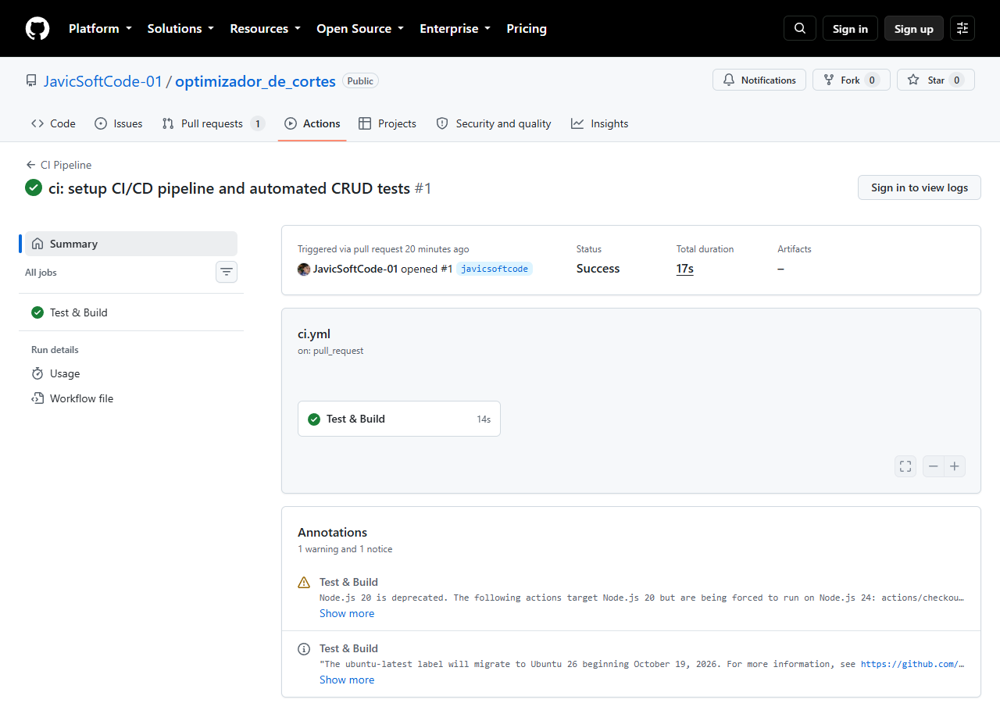 Platform Solutions Resources Open Source Enterprise Pricing Sign in Sign up
JavicSoftCode-01 / optimizador_de_cortes Public Notifications Fork 0 Star 0
Code Issues Pull requests 1 Actions Projects Security and quality Insights
CI Pipeline
ci: setup CI/CD pipeline and automated CRUD tests #1
Sign in to view logs
Summary
All jobs
Test & Build
Run details
Usage
Workflow file
Triggered via pull request 20 minutes ago
JavicSoftCode-01 opened #1 javicsoftcode
Status
Success
Total duration
17s
Artifacts
–
ci.yml
on: pull_request
Test & Build 14s
Annotations
1 warning and 1 notice
Test & Build
Node.js 20 is deprecated. The following actions target Node.js 20 but are being forced to run on Node.js 24: actions/checkou…
Show more
Test & Build
"The ubuntu-latest label will migrate to Ubuntu 26 beginning October 19, 2026. For more information, see https://github.com/…
Show more